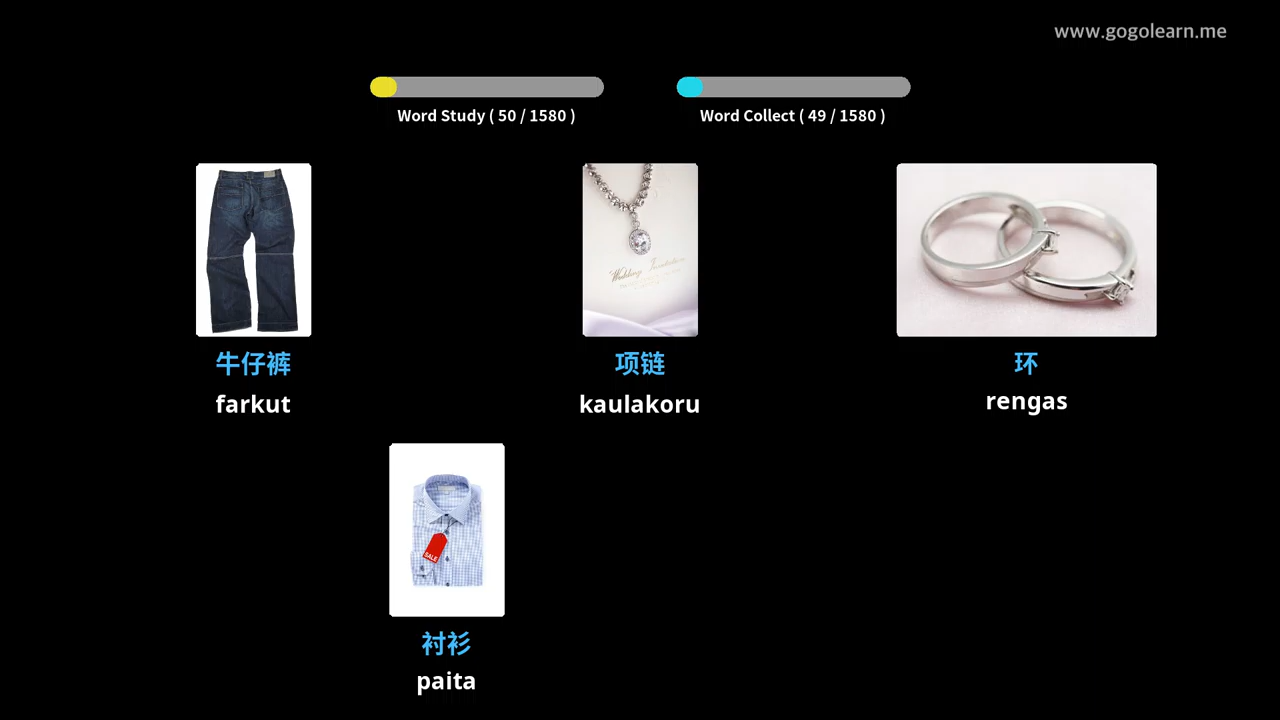 www.gogolearn.me
Word Study ( 50 / 1580 )
Word Collect ( 49 / 1580 )
牛仔裤
farkut
项链
kaulakoru
环
rengas
SALE
衬衫
paita